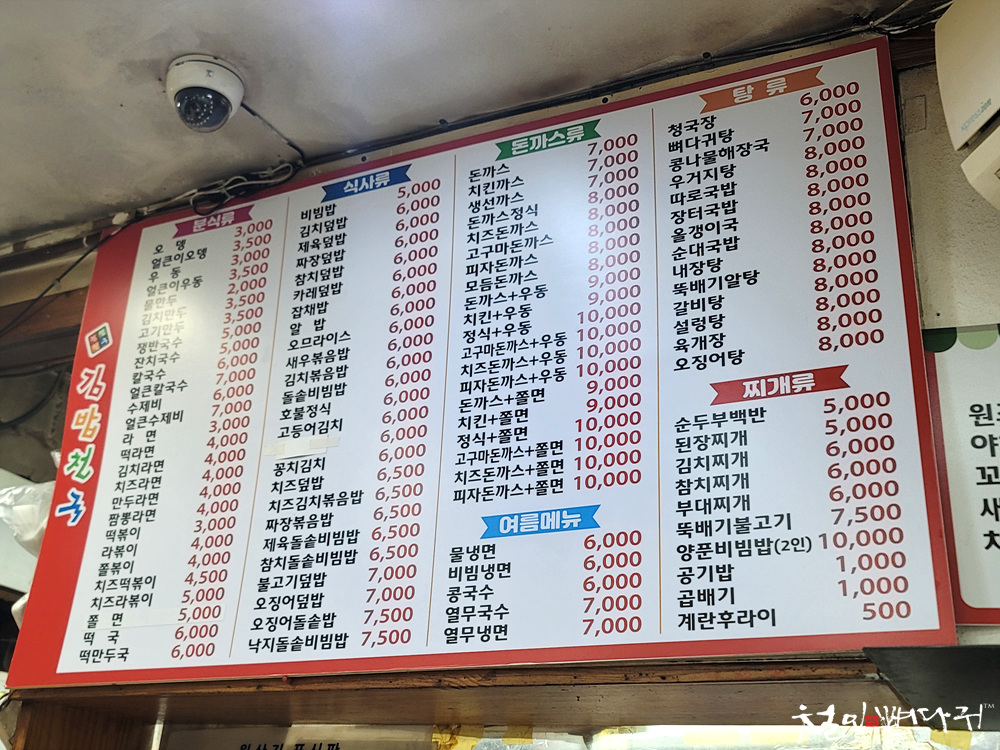 김밥천국
분식류
오 뎅 3,000
얼큰이오뎅 3,500
우 동 3,000
얼큰이우동 3,500
물만두 2,000
김치만두 3,500
고기만두 3,500
쟁반국수 5,000
잔치국수 5,000
칼국수 6,000
얼큰칼국수 7,000
수제비 6,000
얼큰수제비 7,000
라 면 3,000
떡라면 4,000
김치라면 4,000
치즈라면 4,000
만두라면 4,000
짬뽕라면 4,000
떡볶이 3,000
라볶이 4,000
쫄볶이 4,000
치즈떡볶이 4,500
치즈라볶이 5,000
쫄 면 5,000
떡 국 6,000
떡만두국 6,000
식사류
비빔밥 5,000
김치덮밥 6,000
제육덮밥 6,000
짜장덮밥 6,000
참치덮밥 6,000
카레덮밥 6,000
잡채밥 6,000
알 밥 6,000
오므라이스 6,000
새우볶음밥 6,000
김치볶음밥 6,000
돌솥비빔밥 6,000
호불정식 6,000
고등어김치 6,000
꽁치김치 6,000
치즈덮밥 6,000
치즈김치볶음밥 6,500
짜장볶음밥 6,500
제육돌솥비빔밥 6,500
참치돌솥비빔밥 6,500
불고기덮밥 7,000
오징어덮밥 7,000
오징어돌솥밥 7,500
낙지돌솥비빔밥 7,500
돈까스류
돈까스 7,000
치킨까스 7,000
생선까스 7,000
돈까스정식 8,000
치즈돈까스 8,000
고구마돈까스 8,000
피자돈까스 8,000
모듬돈까스 8,000
돈까스+우동 9,000
치킨+우동 9,000
정식+우동 10,000
고구마돈까스+우동 10,000
치즈돈까스+우동 10,000
피자돈까스+우동 10,000
돈까스+쫄면 9,000
치킨+쫄면 9,000
정식+쫄면 10,000
고구마돈까스+쫄면 10,000
치즈돈까스+쫄면 10,000
피자돈까스+쫄면 10,000
여름메뉴
물냉면 6,000
비빔냉면 6,000
콩국수 6,000
열무국수 7,000
열무냉면 7,000
탕 류
청국장 6,000
뼈다귀탕 7,000
콩나물해장국 7,000
우거지탕 8,000
따로국밥 8,000
장터국밥 8,000
올갱이국 8,000
순대국밥 8,000
내장탕 8,000
뚝배기알탕 8,000
갈비탕 8,000
설렁탕 8,000
육개장 8,000
오징어탕 8,000
찌개류
순두부백반 5,000
된장찌개 5,000
김치찌개 6,000
참치찌개 6,000
부대찌개 6,000
뚝배기불고기 7,500
양푼비빔밥(2인) 10,000
공기밥 1,000
곱배기 1,000
계란후라이 500